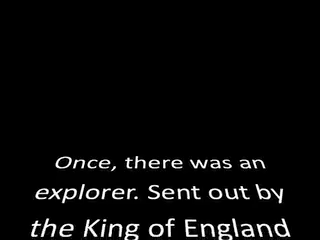 Once, there was an
explorer. Sent out by
the King of England